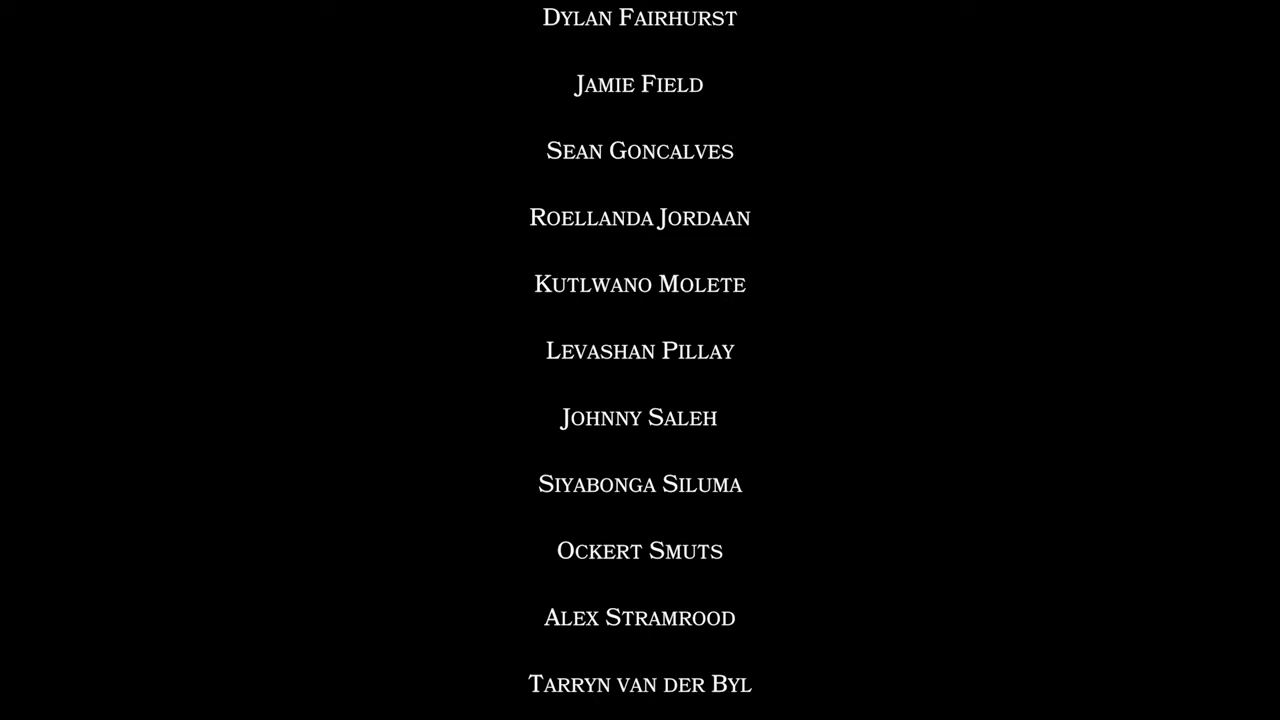 Dylan Fairhurst
Jamie Field
Sean Goncalves
Roellanda Jordaan
Kutlwano Molete
Levashan Pillay
Johnny Saleh
Siyabonga Siluma
Ockert Smuts
Alex Stramrood
Tarryn van der Byl